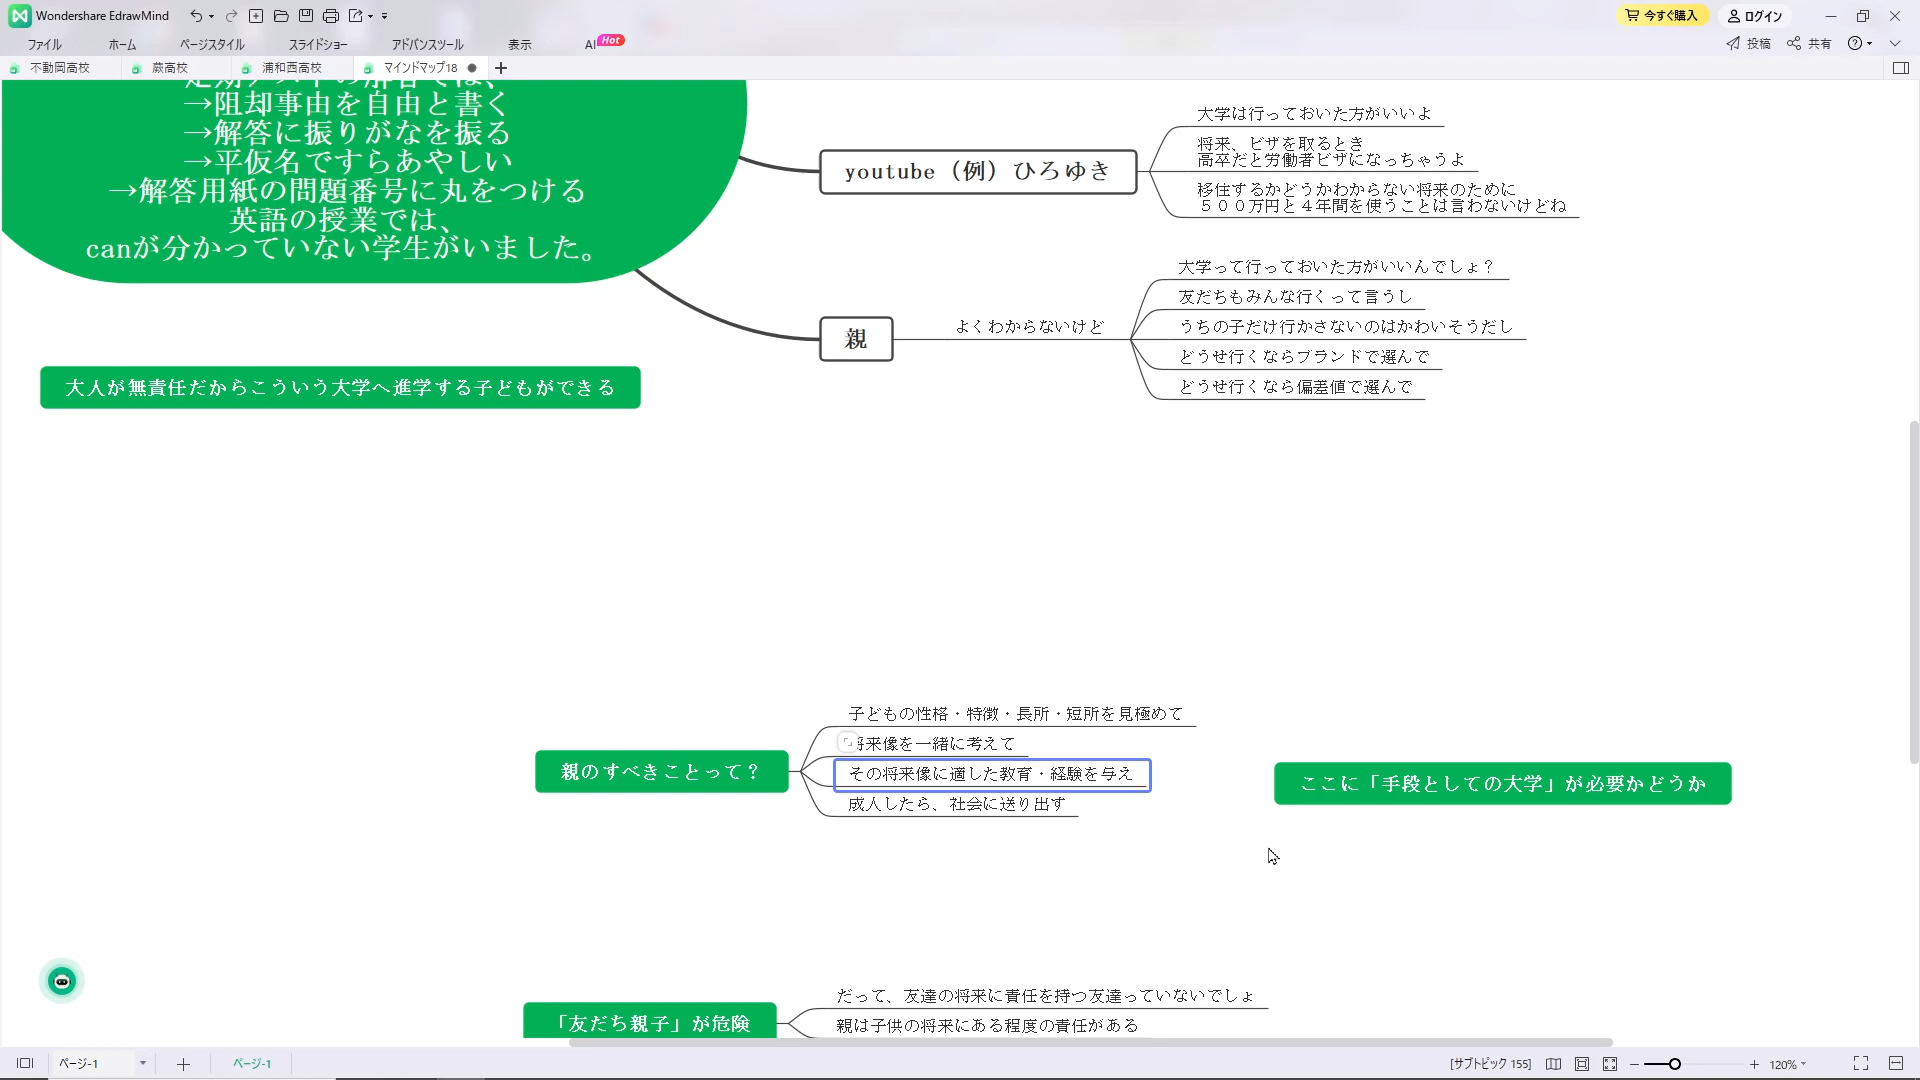 Wondershare EdrawMind
今すぐ購入
ログイン
ファイル
ホーム
ページスタイル
スライドショー
アドバンスツール
表示
AI
Hot
投稿
共有
不動岡高校
蕨高校
浦和西高校
マインドマップ18
定期テストの解答では、
→阻却事由を自由と書く
→解答に振りがなを振る
→平仮名ですらあやしい
→解答用紙の問題番号に丸をつける
英語の授業では、
canが分かっていない学生がいました。
youtube（例）ひろゆき
大学は行っておいた方がいいよ
将来、ビザを取るとき
高卒だと労働者ビザになっちゃうよ
移住するかどうかわからない将来のために
５００万円と４年間を使うことは言わないけどね
親
よくわからないけど
大学って行っておいた方がいいんでしょ？
友だちもみんな行くって言うし
うちの子だけ行かさないのはかわいそうだし
どうせ行くならブランドで選んで
どうせ行くなら偏差値で選んで
大人が無責任だからこういう大学へ進学する子どもができる
親のすべきことって？
子どもの性格・特徴・長所・短所を見極めて
将来像を一緒に考えて
その将来像に適した教育・経験を与え
成人したら、社会に送り出す
ここに「手段としての大学」が必要かどうか
「友だち親子」が危険
だって、友達の将来に責任を持つ友達っていないでしょ
親は子供の将来にある程度の責任がある
ページ-1
ページ-1
[サブトピック 155]
120%